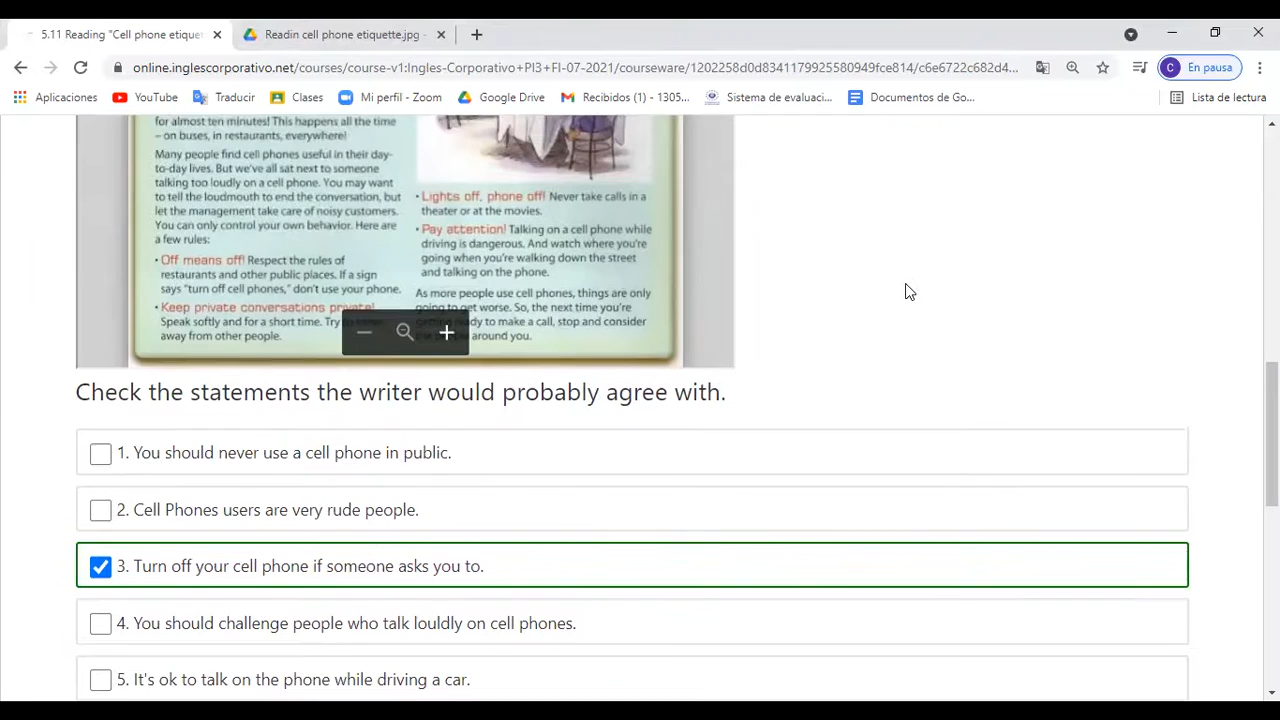 5.11 Reading "Cell phone etiquet
Readin cell phone etiquette.jpg -
online.inglescorporativo.net/courses/course-v1:Ingles-Corporativo+PI3+FI-07-2021/courseware/1202258d0d8341179925580949fce814/c6e6722c682d4...
C En pausa
Aplicaciones YouTube Traducir Clases Mi perfil - Zoom Google Drive Recibidos (1) - 1305... Sistema de evaluaci... Documentos de Go... Lista de lectura
for almost ten minutes! This happens all the time
– on buses, in restaurants, everywhere!
Many people find cell phones useful in their day-
to-day lives. But we've all sat next to someone
talking too loudly on a cell phone. You may want
to tell the loudmouth to end the conversation, but
let the management take care of noisy customers.
You can only control your own behavior. Here are
a few rules:
• Off means off! Respect the rules of
restaurants and other public places. If a sign
says "turn off cell phones," don't use your phone.
• Keep private conversations private!
Speak softly and for a short time. Try
away from other people.
• Lights off, phone off! Never take calls in a
theater or at the movies.
• Pay attention! Talking on a cell phone while
driving is dangerous. And watch where you're
going when you're walking down the street
and talking on the phone.
As more people use cell phones, things are only
going to get worse. So, the next time you're
ready to make a call, stop and consider
people around you.
Check the statements the writer would probably agree with.
1. You should never use a cell phone in public.
2. Cell Phones users are very rude people.
3. Turn off your cell phone if someone asks you to.
4. You should challenge people who talk louldly on cell phones.
5. It's ok to talk on the phone while driving a car.